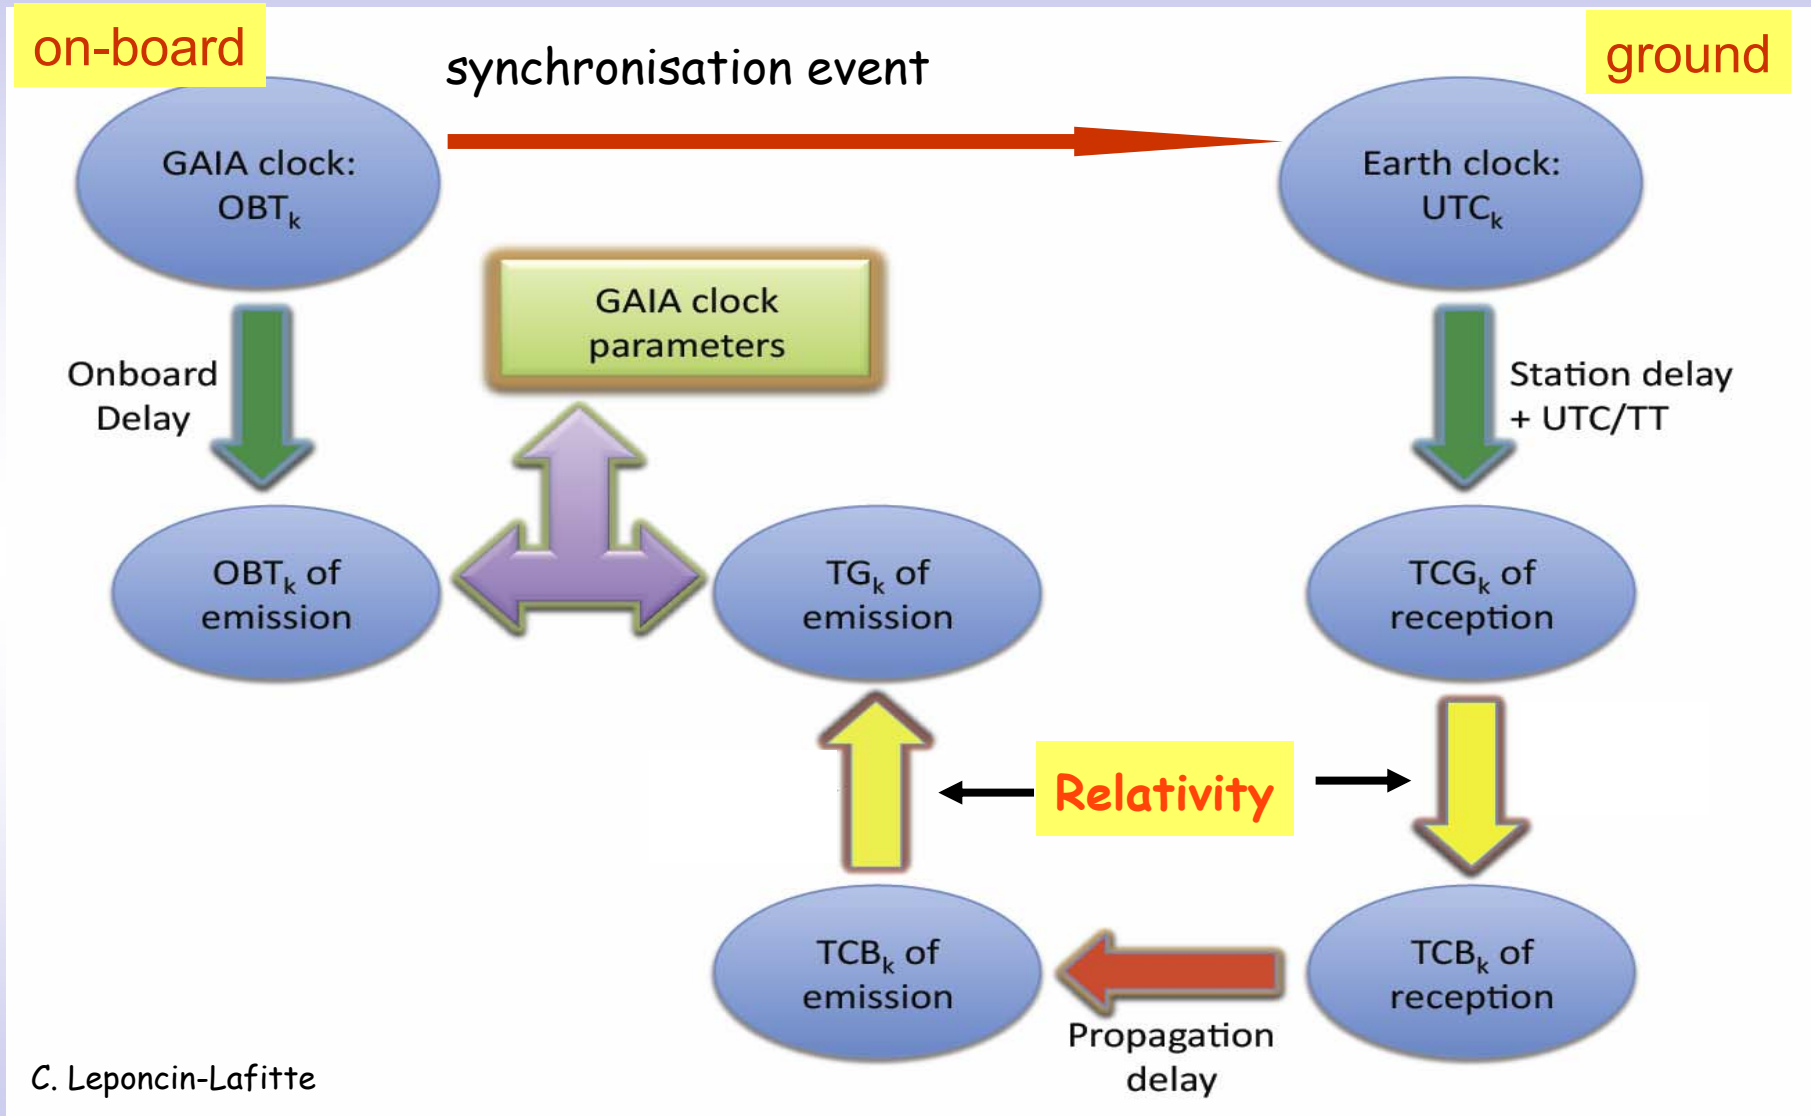 on-board
synchronisation event
ground
GAIA clock:
OBTk
Earth clock:
UTCk
GAIA clock
parameters
Onboard
Delay
Station delay
+ UTC/TT
OBTk of
emission
TGk of
emission
TCGk of
reception
Relativity
TCBk of
emission
TCBk of
reception
Propagation
delay
C. Leponcin-Lafitte